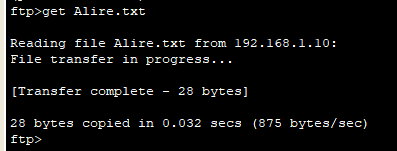 ftp>get Alire.txt
Reading file Alire.txt from 192.168.1.10:
File transfer in progress...
[Transfer complete - 28 bytes]
28 bytes copied in 0.032 secs (875 bytes/sec)
ftp>